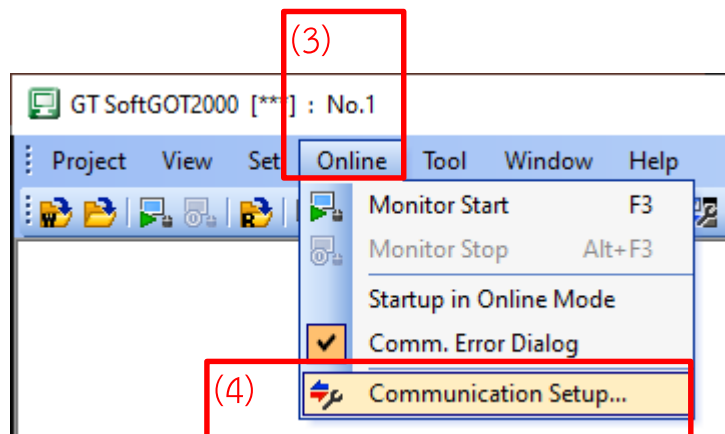 (3)
GT SoftGOT2000 [***] : No.1
Project View Set Online Tool Window Help
Monitor Start F3
Monitor Stop Alt+F3
Startup in Online Mode
Comm. Error Dialog
(4)
Communication Setup...